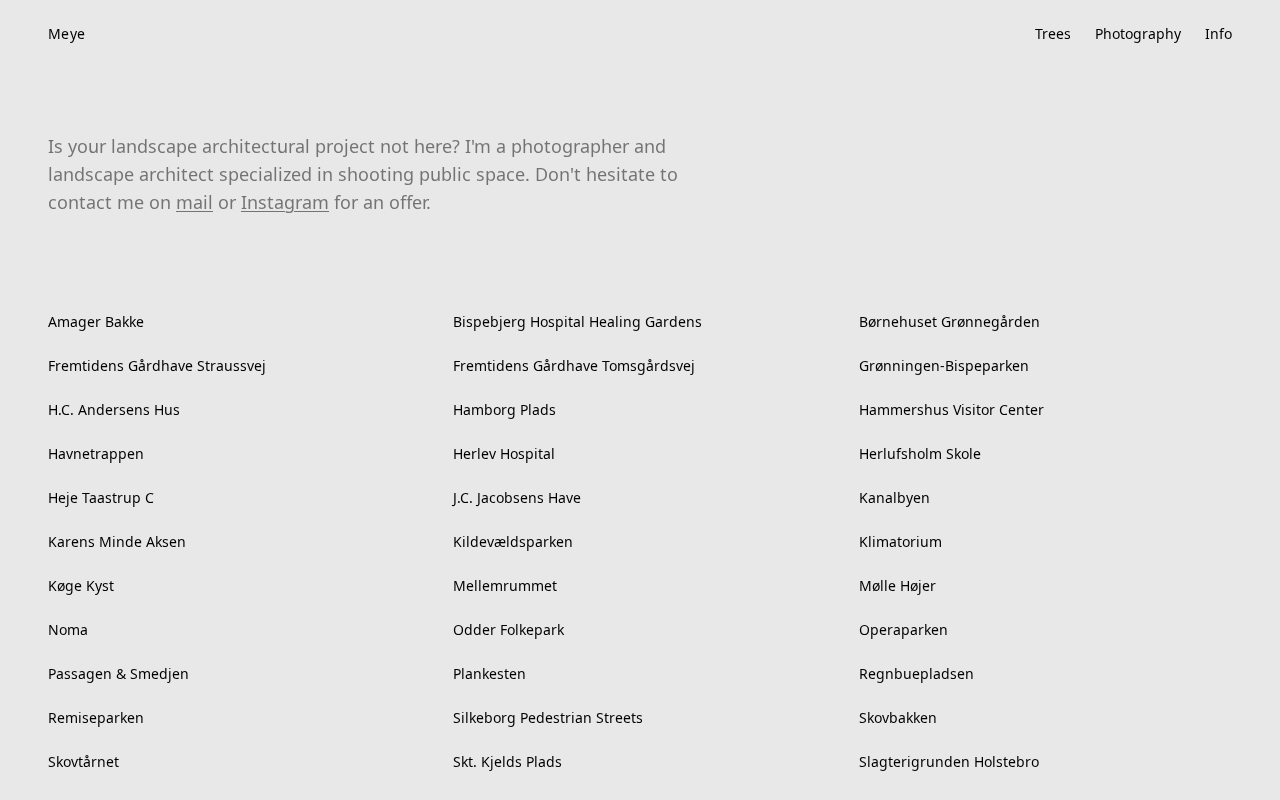 Meye
Trees Photography Info
Is your landscape architectural project not here? I'm a photographer and
landscape architect specialized in shooting public space. Don't hesitate to
contact me on mail or Instagram for an offer.
Amager Bakke
Bispebjerg Hospital Healing Gardens
Børnehuset Grønnegården
Fremtidens Gårdhave Straussvej
Fremtidens Gårdhave Tomsgårdsvej
Grønningen-Bispeparken
H.C. Andersens Hus
Hamborg Plads
Hammershus Visitor Center
Havnetrappen
Herlev Hospital
Herlufsholm Skole
Heje Taastrup C
J.C. Jacobsens Have
Kanalbyen
Karens Minde Aksen
Kildevældsparken
Klimatorium
Køge Kyst
Mellemrummet
Mølle Højer
Noma
Odder Folkepark
Operaparken
Passagen & Smedjen
Plankesten
Regnbuepladsen
Remiseparken
Silkeborg Pedestrian Streets
Skovbakken
Skovtårnet
Skt. Kjelds Plads
Slagterigrunden Holstebro